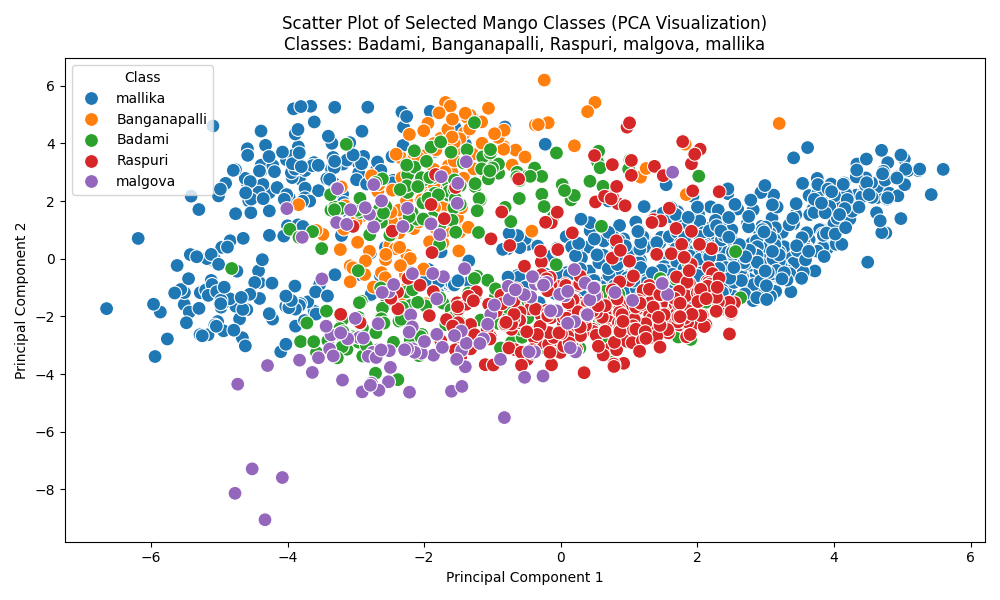 Scatter Plot of Selected Mango Classes (PCA Visualization)
Classes: Badami, Banganapalli, Raspuri, malgova, mallika
Class
mallika
Banganapalli
Badami
Raspuri
malgova
Principal Component 2
6
4
2
0
−2
−4
−6
−8
−6
−4
−2
0
2
4
6
Principal Component 1